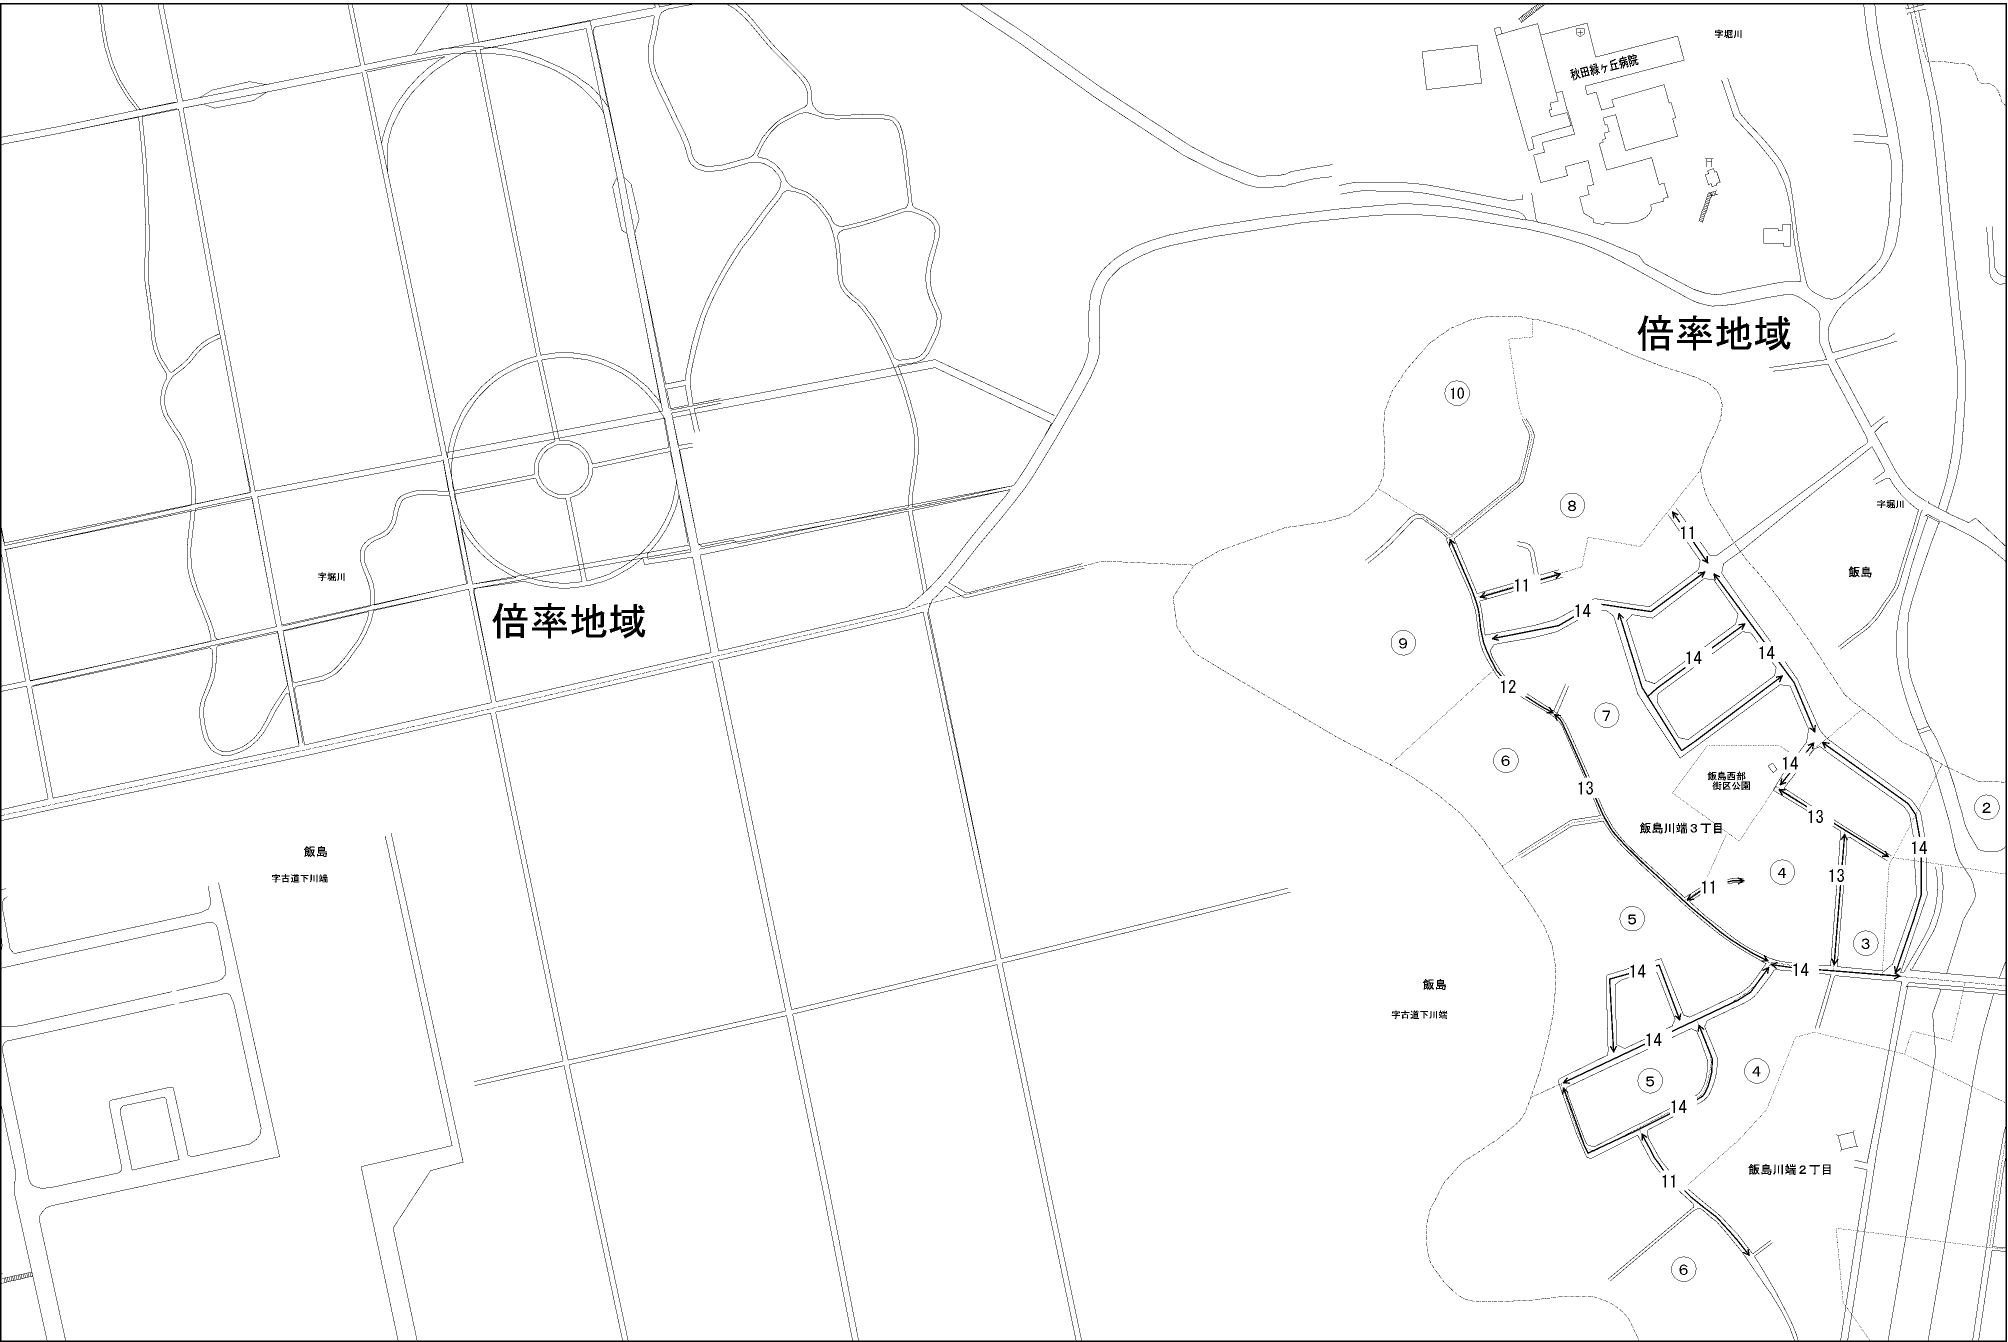 字堀川
秋田緑ヶ丘病院
倍率地域
⑩
⑧
字堀川
11
飯島
字堀川
11
倍率地域
14
⑨
14
14
12
⑦
⑥
14
飯島西部
街区公園
13
②
13
飯島川端3丁目
14
飯島
字古道下川端
④
13
11
⑤
③
14
14
飯島
字古道下川端
14
④
⑤
14
飯島川端2丁目
11
⑥